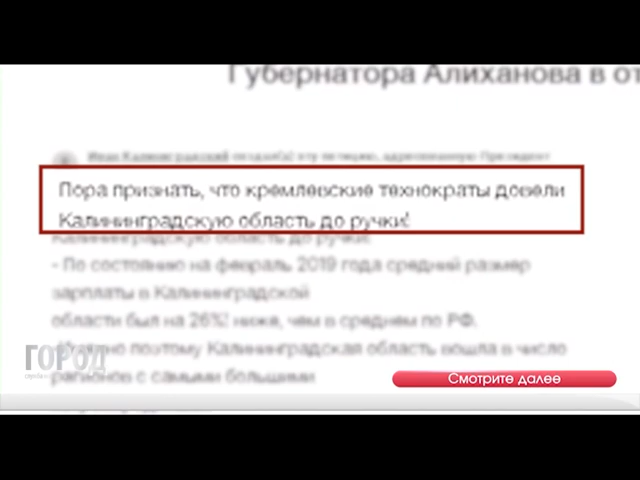 Губернатора Алиханова в от
Пора признать, что кремлевские технократы довели
Калининградскую область до ручки!
Калининградскую область до ручки!
- По состоянию на февраль 2019 года средний размер
зарплаты в Калининградской
области был на 26%! ниже, чем в среднем по РФ.
поэтому Калининградская область вошла в число
ГОРОД
регионов с самыми большими
Смотрите далее